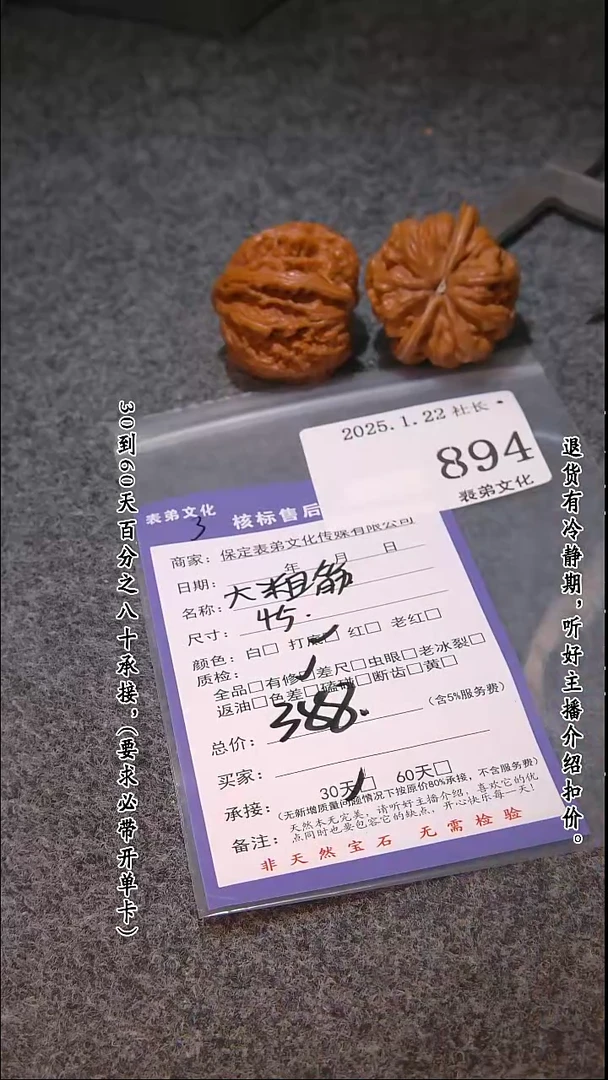 30到60天百分之八十承接，（要求必带开单卡）
退货有冷静期，听好主播介绍扣价。
2025.1.22 社长
894
表弟文化
表弟文化
3
核标售后
商家：保定表弟文化传媒有限公司
日期： 年 月 日
名称：大粗筋
尺寸：45.
颜色：白□ 打底□ 红□ 老红□
质检：
全品□有修□差尺□虫眼□老冰裂□
返油□色差□磕碰□断齿□黄□
总价：388. （含5%服务费）
买家：
承接：30天□ 60天□
（无新增质量问题情况下按原价80%承接，不含服务费）
备注：天然本无完美，请听好主播介绍，喜欢它的优
点同时也要包容它的缺点，开心快乐每一天！
非天然宝石 无需检验